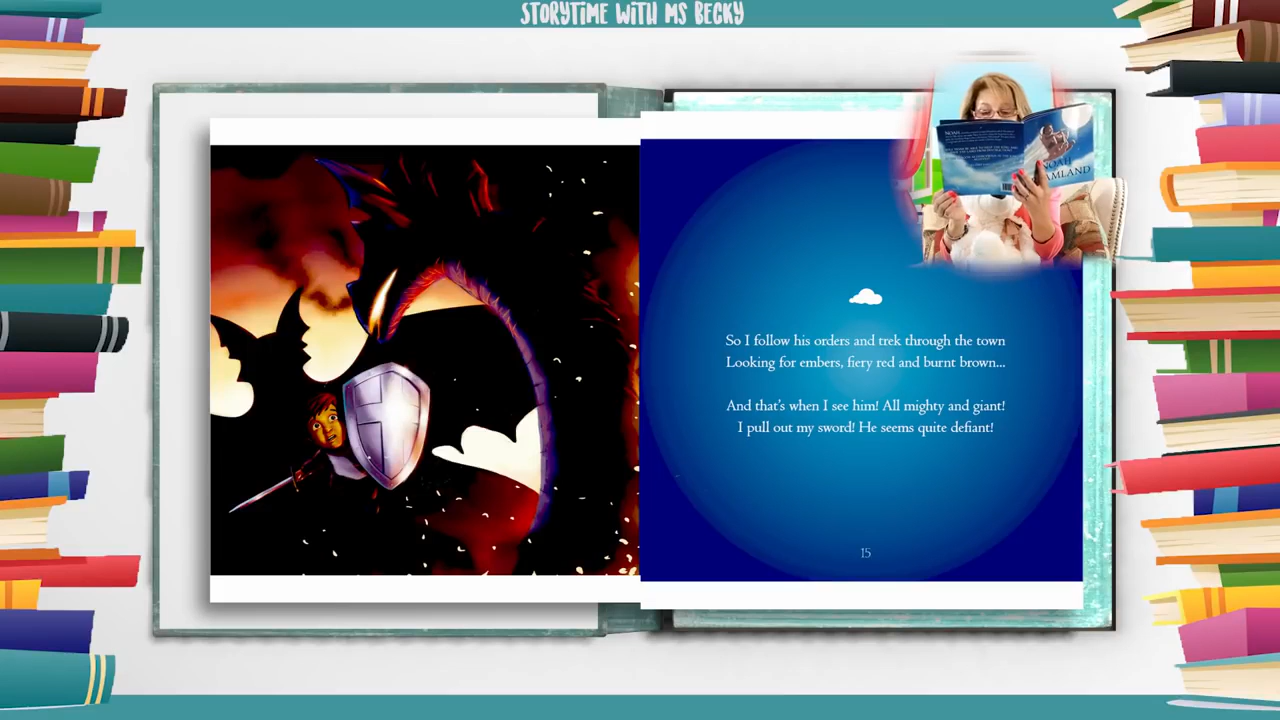 STORYTIME WITH MS BECKY
NOAH
NOAH
AMLAND
So I follow his orders and trek through the town
Looking for embers, fiery red and burnt brown...
And that's when I see him! All mighty and giant!
I pull out my sword! He seems quite defiant!
15